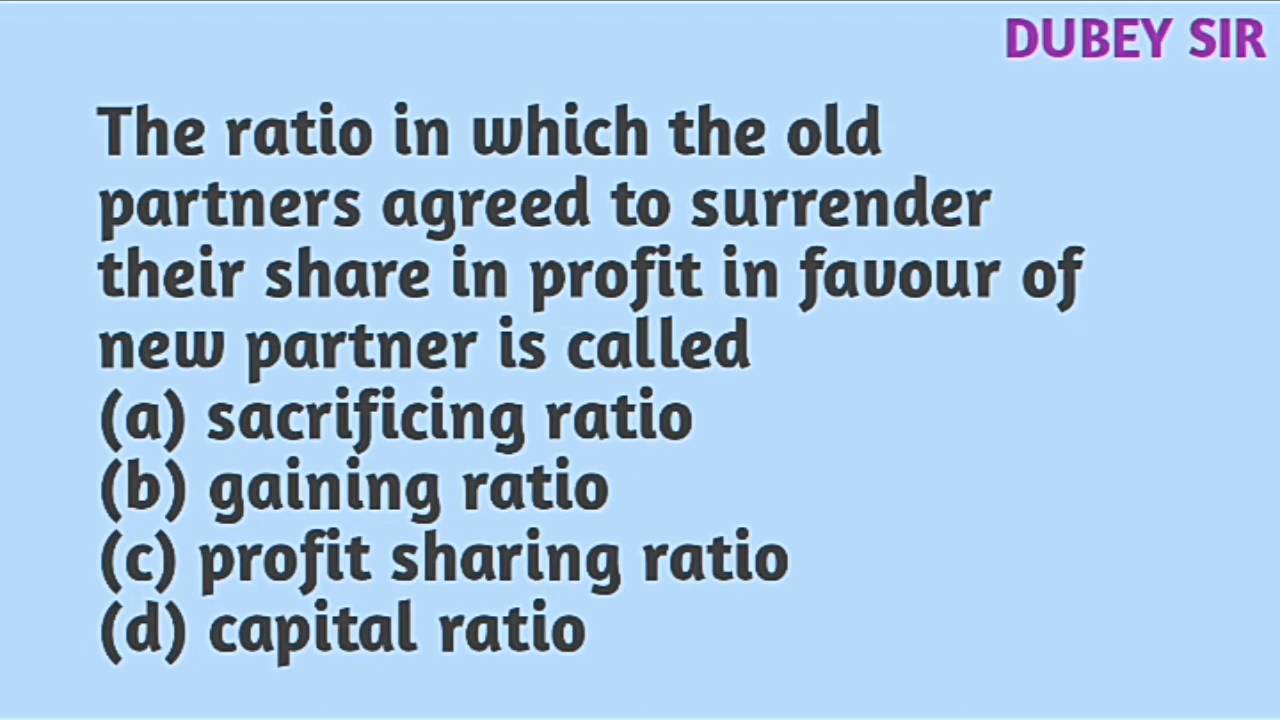 DUBEY SIR
The ratio in which the old
partners agreed to surrender
their share in profit in favour of
new partner is called
(a) sacrificing ratio
(b) gaining ratio
(c) profit sharing ratio
(d) capital ratio